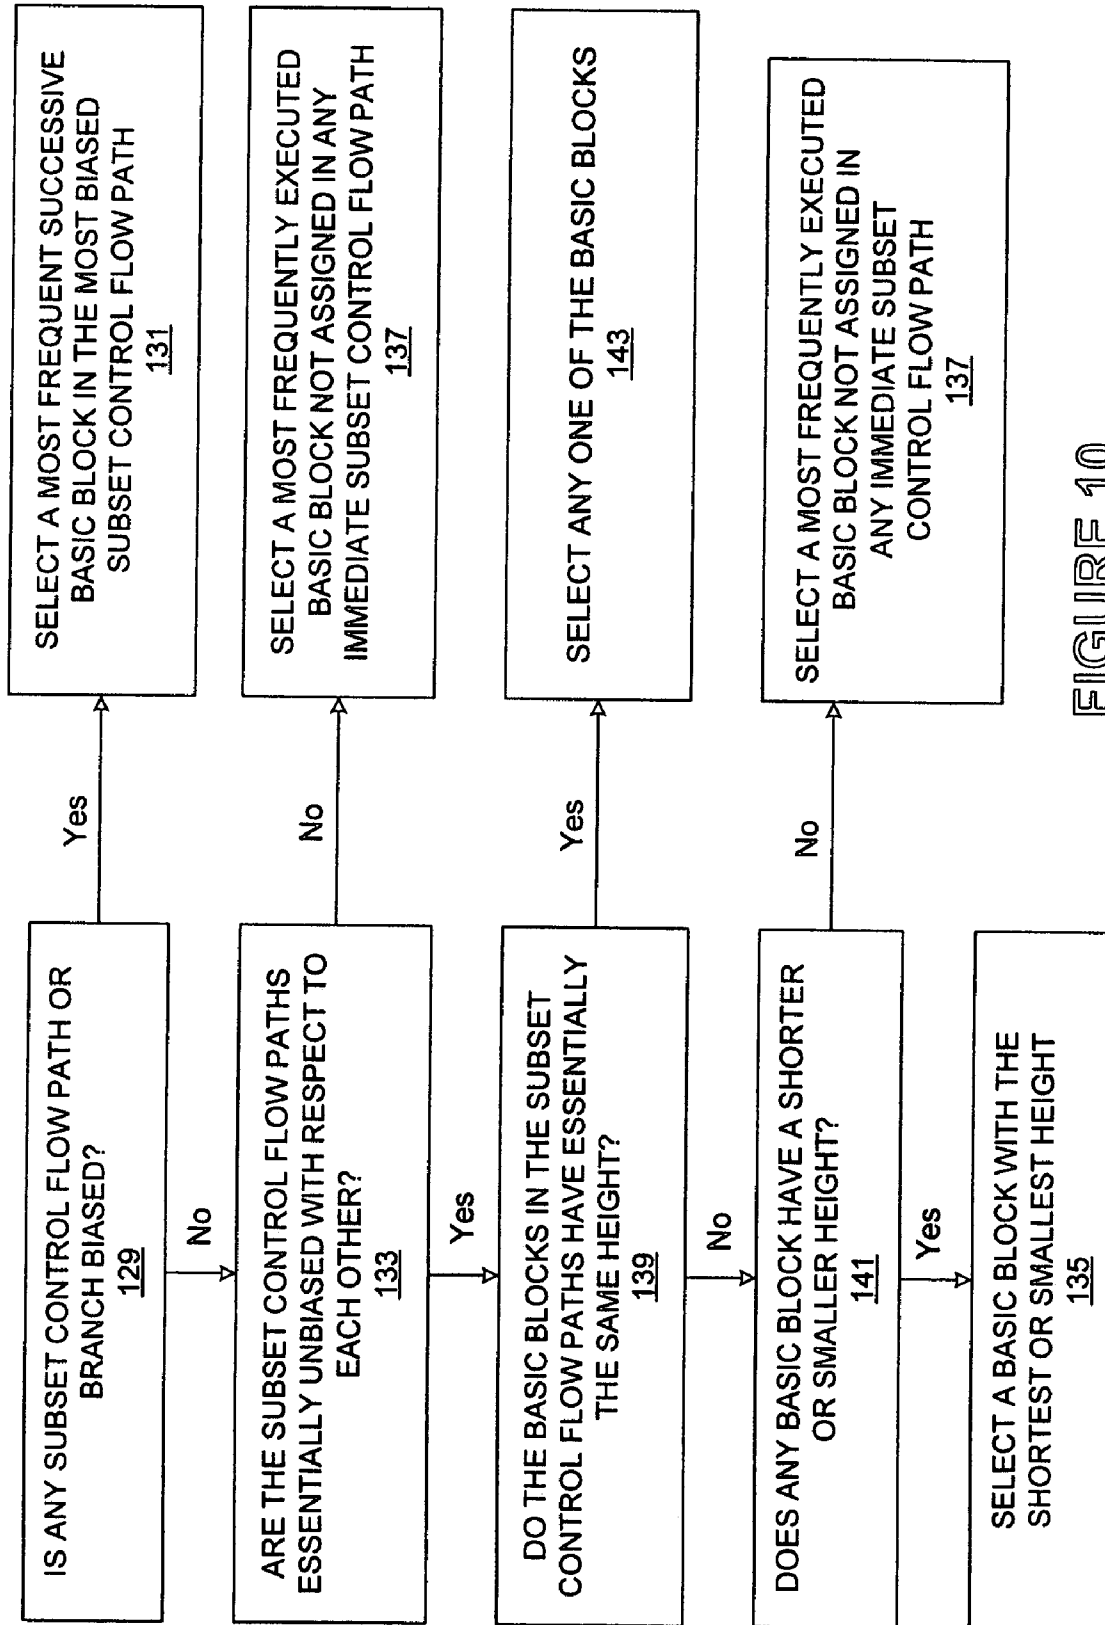 IS ANY SUBSET CONTROL FLOW PATH OR
BRANCH BIASED?
129
Yes
SELECT A MOST FREQUENT SUCCESSIVE
BASIC BLOCK IN THE MOST BIASED
SUBSET CONTROL FLOW PATH
131
No
ARE THE SUBSET CONTROL FLOW PATHS
ESSENTIALLY UNBIASED WITH RESPECT TO
EACH OTHER?
133
No
SELECT A MOST FREQUENTLY EXECUTED
BASIC BLOCK NOT ASSIGNED IN ANY
IMMEDIATE SUBSET CONTROL FLOW PATH
137
Yes
DO THE BASIC BLOCKS IN THE SUBSET
CONTROL FLOW PATHS HAVE ESSENTIALLY
THE SAME HEIGHT?
139
Yes
SELECT ANY ONE OF THE BASIC BLOCKS
143
No
DOES ANY BASIC BLOCK HAVE A SHORTER
OR SMALLER HEIGHT?
141
No
SELECT A MOST FREQUENTLY EXECUTED
BASIC BLOCK NOT ASSIGNED IN
ANY IMMEDIATE SUBSET
CONTROL FLOW PATH
137
Yes
SELECT A BASIC BLOCK WITH THE
SHORTEST OR SMALLEST HEIGHT
135
FIGURE 10